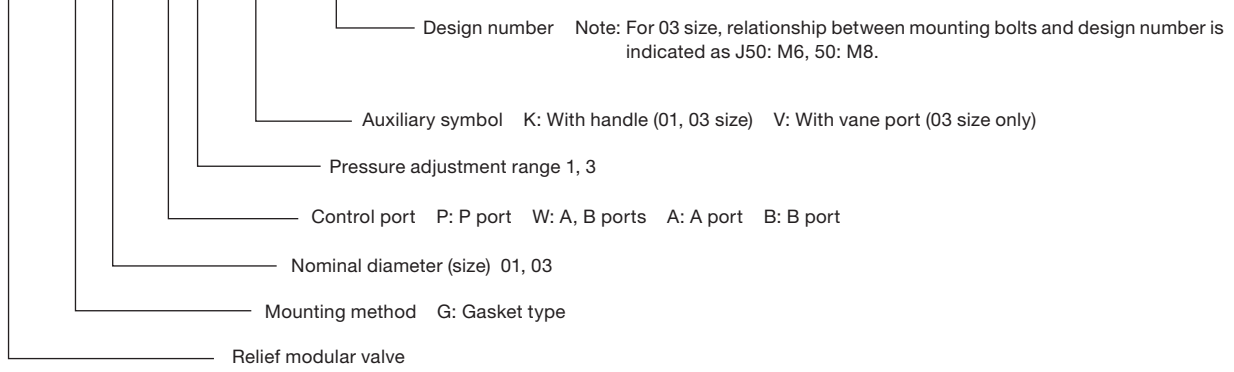 Design number Note: For 03 size, relationship between mounting bolts and design number is
indicated as J50: M6, 50: M8.
Auxiliary symbol K: With handle (01, 03 size) V: With vane port (03 size only)
Pressure adjustment range 1, 3
Control port P: P port W: A, B ports A: A port B: B port
Nominal diameter (size) 01, 03
Mounting method G: Gasket type
Relief modular valve